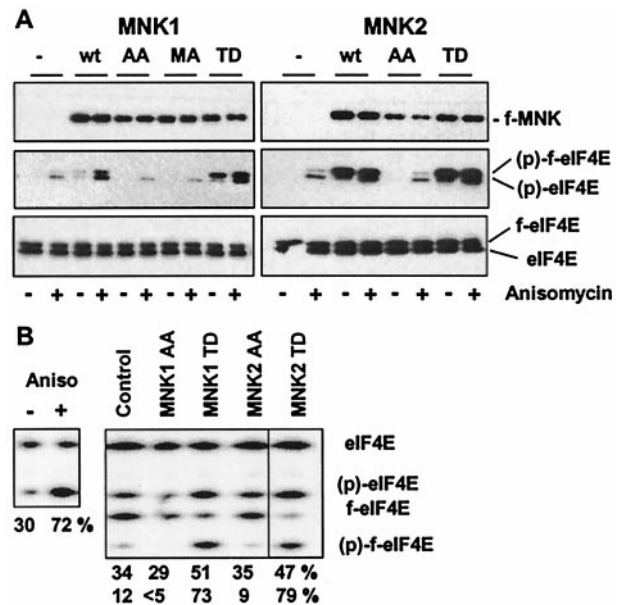 A
MNK1 MNK2
- wt AA MA TD - wt AA TD
- f-MNK
(p)-f-eIF4E
(p)-eIF4E
f-eIF4E
eIF4E
- + - + - + - + - + - + - + - + - + Anisomycin
B
Aniso
- +
Control MNK1 AA MNK1 TD MNK2 AA MNK2 TD
eIF4E
(p)-eIF4E
f-eIF4E
(p)-f-eIF4E
30 72 %
34 29 51 35 47 %
12 <5 73 9 79 %